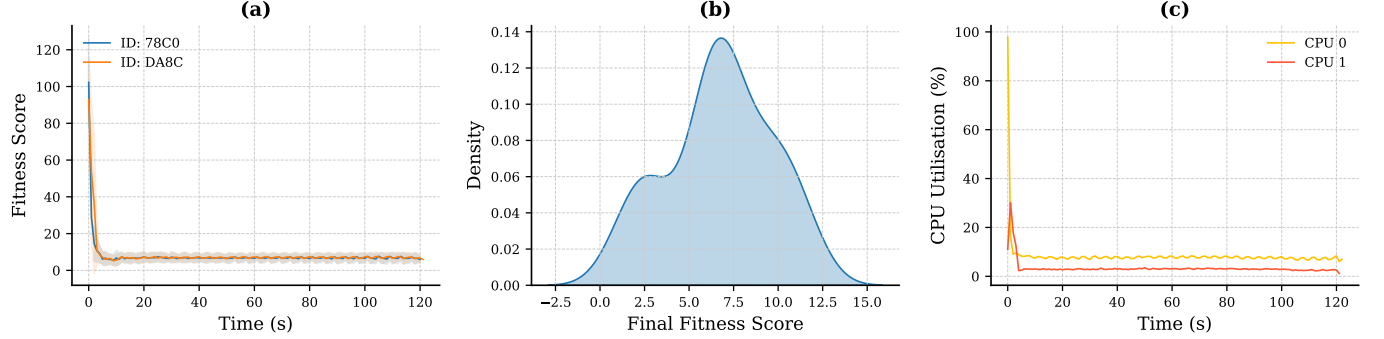 (a)
Fitness Score
120
100
80
60
40
20
0
ID: 78C0
ID: DA8C
0 20 40 60 80 100 120
Time (s)
(b)
Density
0.14
0.12
0.10
0.08
0.06
0.04
0.02
0.00
−2.5 0.0 2.5 5.0 7.5 10.0 12.5 15.0
Final Fitness Score
(c)
CPU Utilisation (%)
100
80
60
40
20
0
CPU 0
CPU 1
0 20 40 60 80 100 120
Time (s)